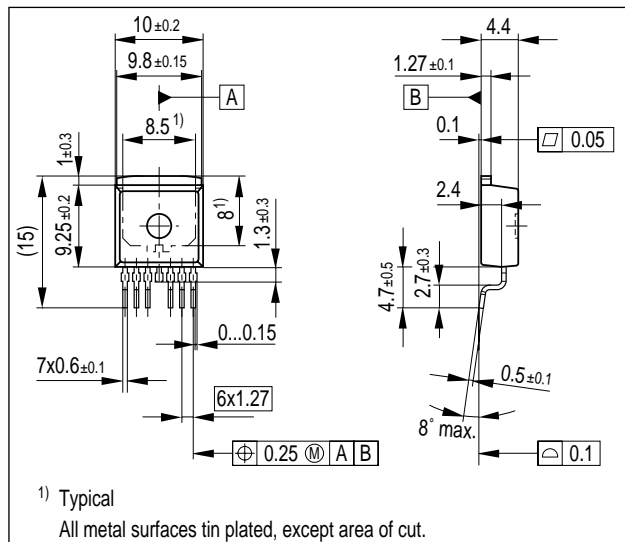 10 ±0.2
4.4
9.8 ±0.15
1.27 ±0.1
A
B
8.5 1)
0.1
0.05
1 ±0.3
2.4
(15)
9.25 ±0.2
8 1)
1.3 ±0.3
4.7 ±0.5
2.7 ±0.3
0...0.15
7x0.6 ±0.1
0.5 ±0.1
6x1.27
8° max.
0.25 Ⓜ A B
0.1
1) Typical
All metal surfaces tin plated, except area of cut.